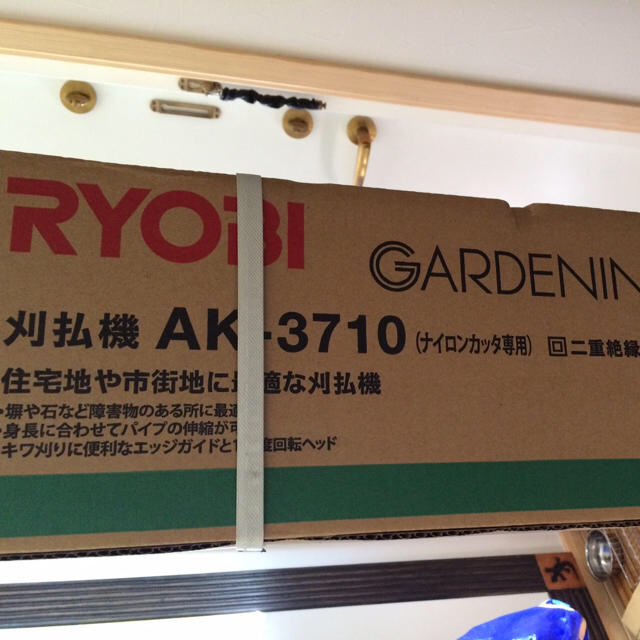 RYOBI
GARDENIN
刈払機 AK-3710 (ナイロンカッタ専用) 回二重絶縁
住宅地や市街地に最適な刈払機
・塀や石など障害物のある所に最適
・身長に合わせてパイプの伸縮が可
キワ刈りに便利なエッジガイドと1 度回転ヘッド